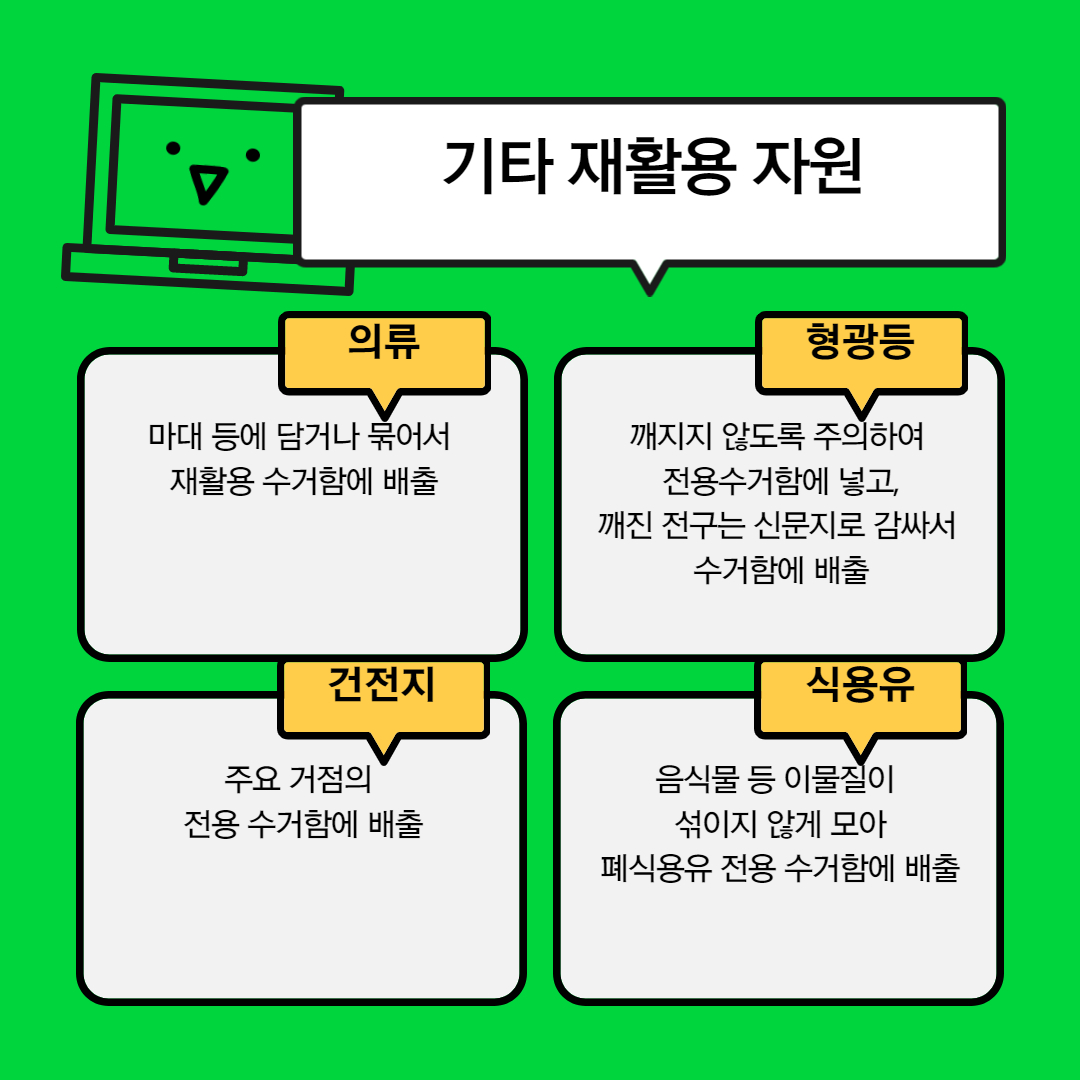 기타 재활용 자원
의류
마대 등에 담거나 묶어서
재활용 수거함에 배출
형광등
깨지지 않도록 주의하여
전용수거함에 넣고,
깨진 전구는 신문지로 감싸서
수거함에 배출
건전지
주요 거점의
전용 수거함에 배출
식용유
음식물 등 이물질이
섞이지 않게 모아
폐식용유 전용 수거함에 배출